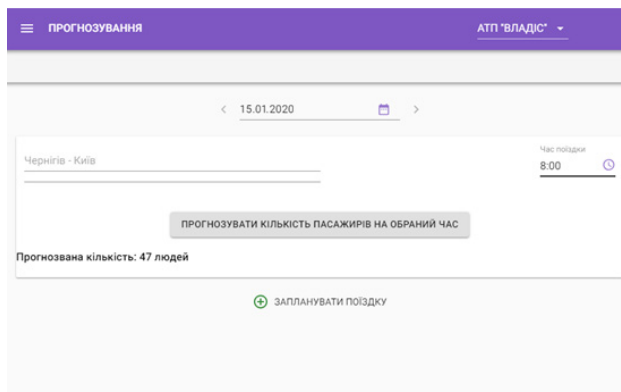 ПРОГНОЗУВАННЯ
АТП "ВЛАДІС"
15.01.2020
Чернігів - Київ
Час поїздки
8:00
ПРОГНОЗУВАТИ КІЛЬКІСТЬ ПАСАЖИРІВ НА ОБРАНИЙ ЧАС
Прогнозвана кількість: 47 людей
ЗАПЛАНУВАТИ ПОЇЗДКУ